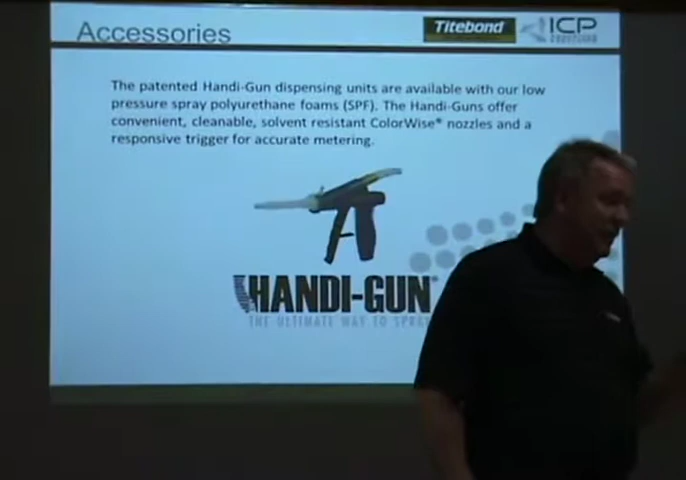 Accessories
Titebond
ICP
The patented Handi-Gun dispensing units are available with our low
pressure spray polyurethane foams (SPF). The Handi-Guns offer
convenient, cleanable, solvent resistant ColorWise® nozzles and a
responsive trigger for accurate metering.
HANDI-GUN
THE ULTIMATE WAY TO SPRAY